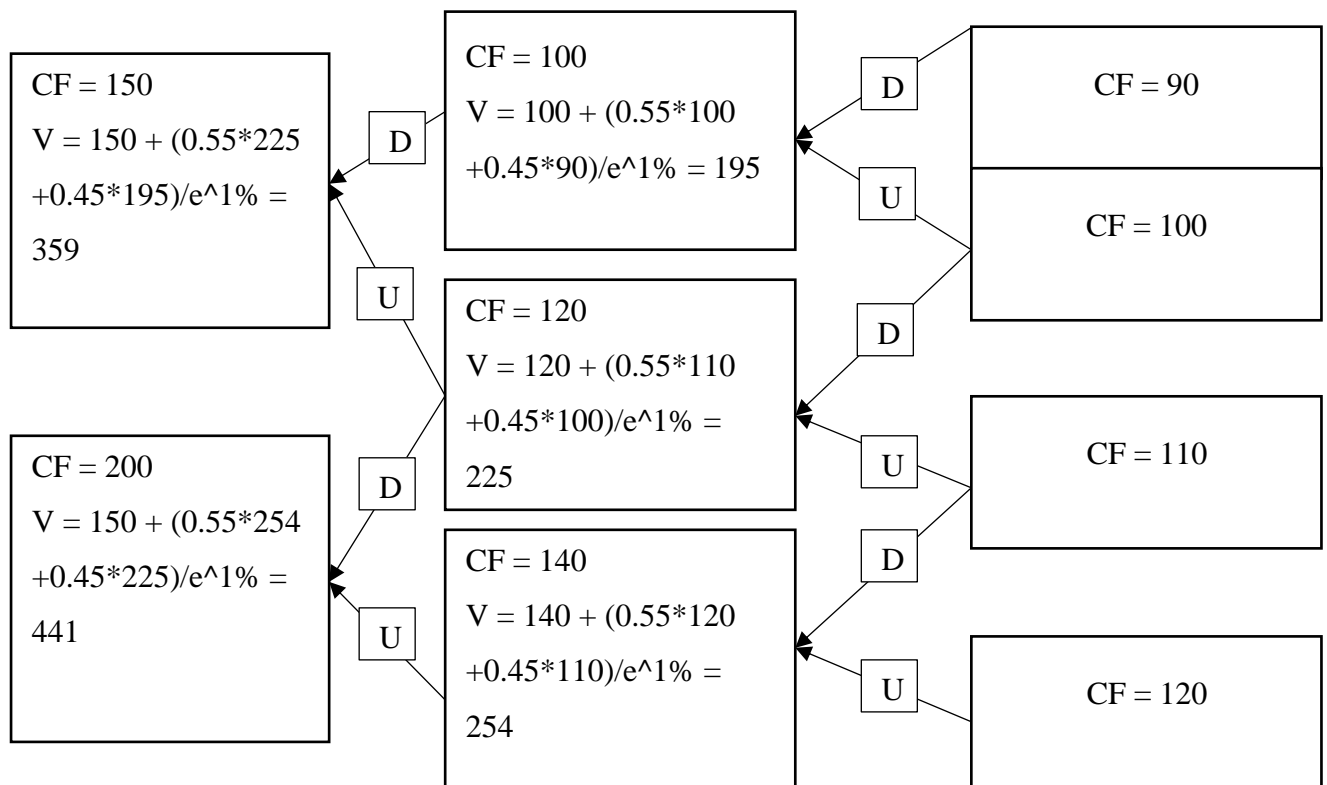 CF = 150
V = 150 + (0.55*225
+0.45*195)/e^1% =
359
CF = 200
V = 150 + (0.55*254
+0.45*225)/e^1% =
441
D
U
D
U
CF = 100
V = 100 + (0.55*100
+0.45*90)/e^1% = 195
CF = 120
V = 120 + (0.55*110
+0.45*100)/e^1% =
225
CF = 140
V = 140 + (0.55*120
+0.45*110)/e^1% =
254
D
U
D
U
D
U
CF = 90
CF = 100
CF = 110
CF = 120